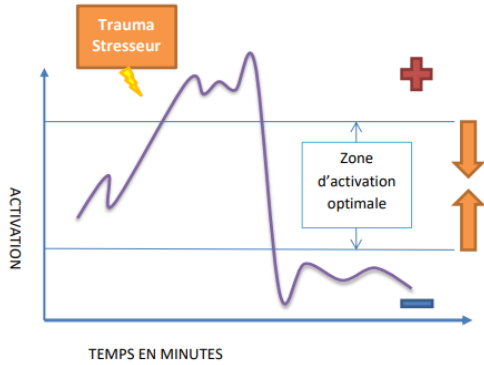 Trauma
Stresseur
Zone
d'activation
optimale
ACTIVATION
TEMPS EN MINUTES